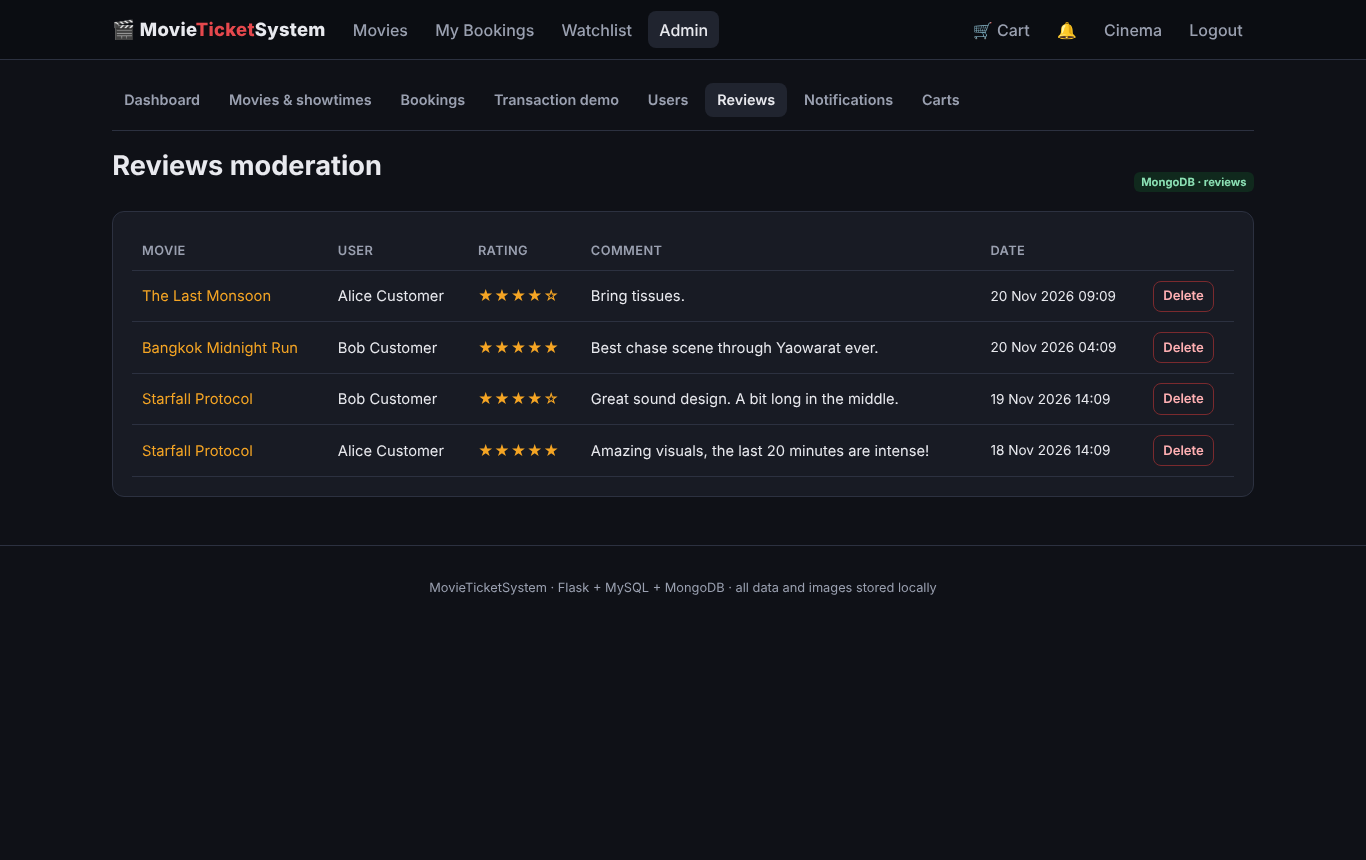 🎬 MovieTicketSystem Movies My Bookings Watchlist Admin 🛒 Cart 🔔 Cinema Logout
Dashboard Movies & showtimes Bookings Transaction demo Users Reviews Notifications Carts
Reviews moderation
MongoDB · reviews
MOVIE USER RATING COMMENT DATE
The Last Monsoon Alice Customer ★★★★☆ Bring tissues. 20 Nov 2026 09:09 Delete
Bangkok Midnight Run Bob Customer ★★★★★ Best chase scene through Yaowarat ever. 20 Nov 2026 04:09 Delete
Starfall Protocol Bob Customer ★★★★☆ Great sound design. A bit long in the middle. 19 Nov 2026 14:09 Delete
Starfall Protocol Alice Customer ★★★★★ Amazing visuals, the last 20 minutes are intense! 18 Nov 2026 14:09 Delete
MovieTicketSystem · Flask + MySQL + MongoDB · all data and images stored locally